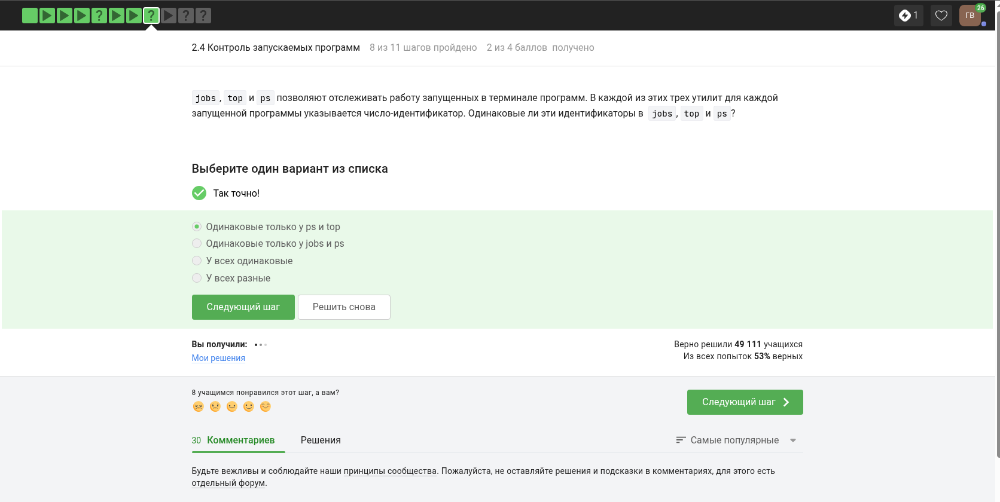 ? ? ? ?
1
ГВ
26
2.4 Контроль запускаемых программ 8 из 11 шагов пройдено 2 из 4 баллов получено
jobs, top и ps позволяют отслеживать работу запущенных в терминале программ. В каждой из этих трех утилит для каждой
запущенной программы указывается число-идентификатор. Одинаковые ли эти идентификаторы в jobs, top и ps?
Выберите один вариант из списка
Так точно!
Одинаковые только у ps и top
Одинаковые только у jobs и ps
У всех одинаковые
У всех разные
Следующий шаг Решить снова
Вы получили:
Мои решения
Верно решили 49 111 учащихся
Из всех попыток 53% верных
8 учащимся понравился этот шаг, а вам?
Следующий шаг
30 Комментариев Решения Самые популярные
Будьте вежливы и соблюдайте наши принципы сообщества. Пожалуйста, не оставляйте решения и подсказки в комментариях, для этого есть
отдельный форум.